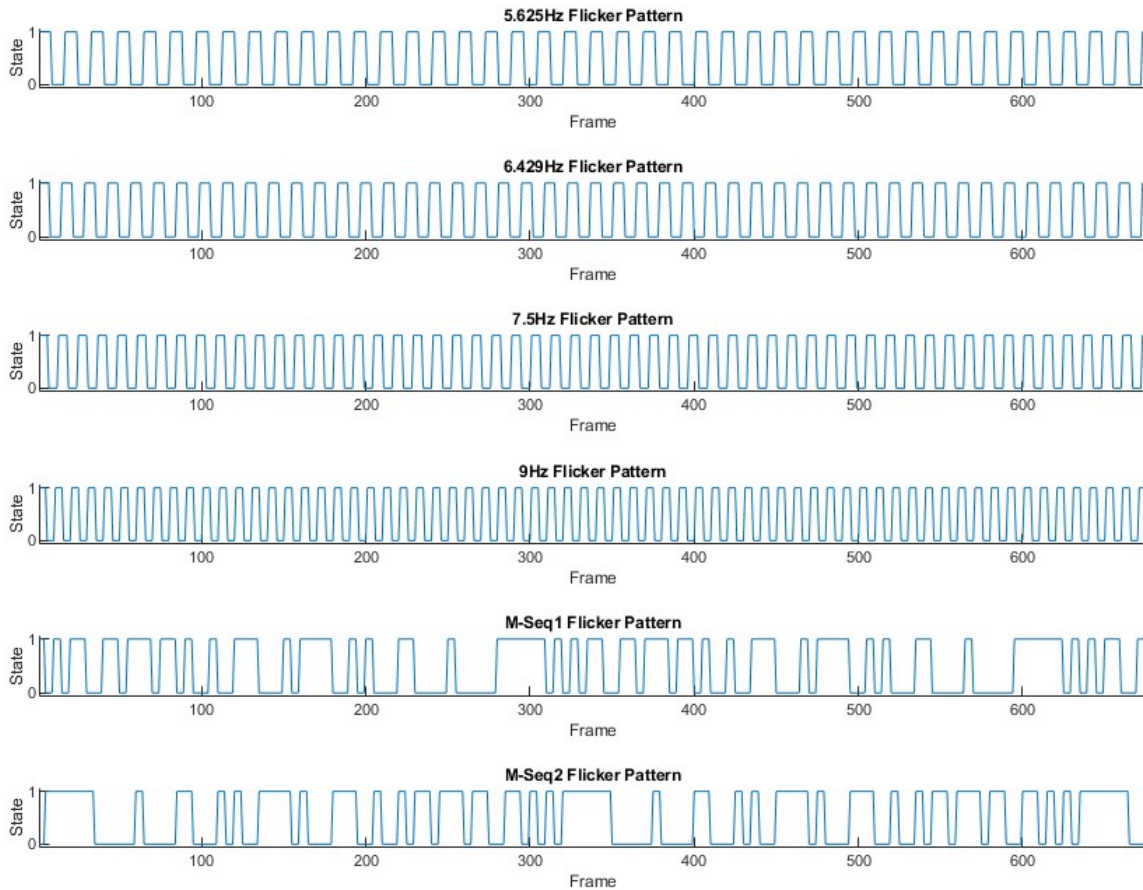 5.625Hz Flicker Pattern
State
1
0
100 200 300 400 500 600
Frame
6.429Hz Flicker Pattern
State
1
0
100 200 300 400 500 600
Frame
7.5Hz Flicker Pattern
State
1
0
100 200 300 400 500 600
Frame
9Hz Flicker Pattern
State
1
0
100 200 300 400 500 600
Frame
M-Seq1 Flicker Pattern
State
1
0
100 200 300 400 500 600
Frame
M-Seq2 Flicker Pattern
State
1
0
100 200 300 400 500 600
Frame